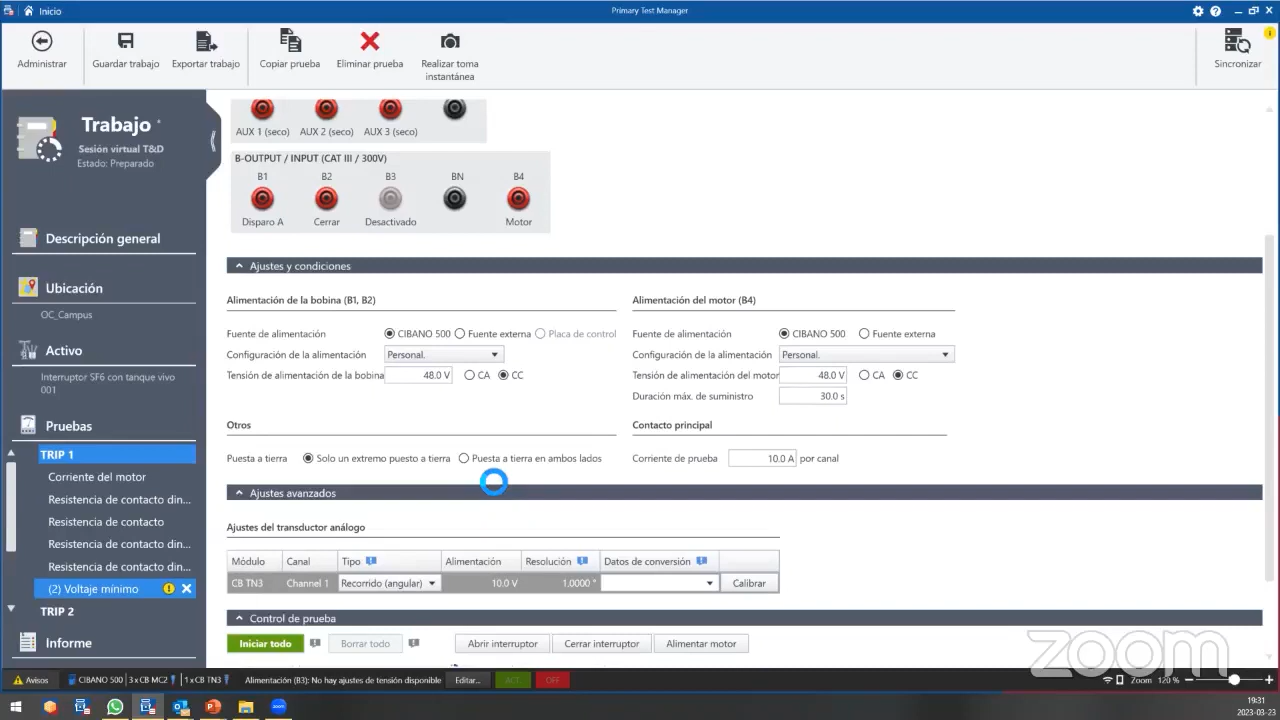 Inicio
Primary Test Manager
Administrar
Guardar trabajo
Exportar trabajo
Copiar prueba
Eliminar prueba
Realizar toma
instantánea
Sincronizar
Trabajo *
Sesión virtual T&D
Estado: Preparado
Descripción general
Ubicación
OC_Campus
Activo
Interruptor SF6 con tanque vivo
001
Pruebas
TRIP 1
Corriente del motor
Resistencia de contacto din...
Resistencia de contacto
Resistencia de contacto din...
Resistencia de contacto din...
(2) Voltaje mínimo
TRIP 2
Informe
AUX 1 (seco) AUX 2 (seco) AUX 3 (seco)
B-OUTPUT / INPUT (CAT III / 300V)
B1 B2 B3 BN B4
Disparo A Cerrar Desactivado Motor
Ajustes y condiciones
Alimentación de la bobina (B1, B2)
Fuente de alimentación CIBANO 500 Fuente externa Placa de control
Configuración de la alimentación Personal.
Tensión de alimentación de la bobina 48.0 V CA CC
Alimentación del motor (B4)
Fuente de alimentación CIBANO 500 Fuente externa
Configuración de la alimentación Personal.
Tensión de alimentación del motor 48.0 V CA CC
Duración máx. de suministro 30.0 s
Otros
Puesta a tierra Solo un extremo puesto a tierra Puesta a tierra en ambos lados
Contacto principal
Corriente de prueba 10.0 A por canal
Ajustes avanzados
Ajustes del transductor análogo
Módulo Canal Tipo Alimentación Resolución Datos de conversión
CB TN3 Channel 1 Recorrido (angular) 10.0 V 1.0000 ° Calibrar
Control de prueba
Iniciar todo Borrar todo Abrir interruptor Cerrar interruptor Alimentar motor
zoom
Avisos CIBANO 500 3 x CB MC2 1 x CB TN3 Alimentación (B3): No hay ajustes de tensión disponible Editar... ACT. OFF Zoom 120 %
19:31
2023-03-23